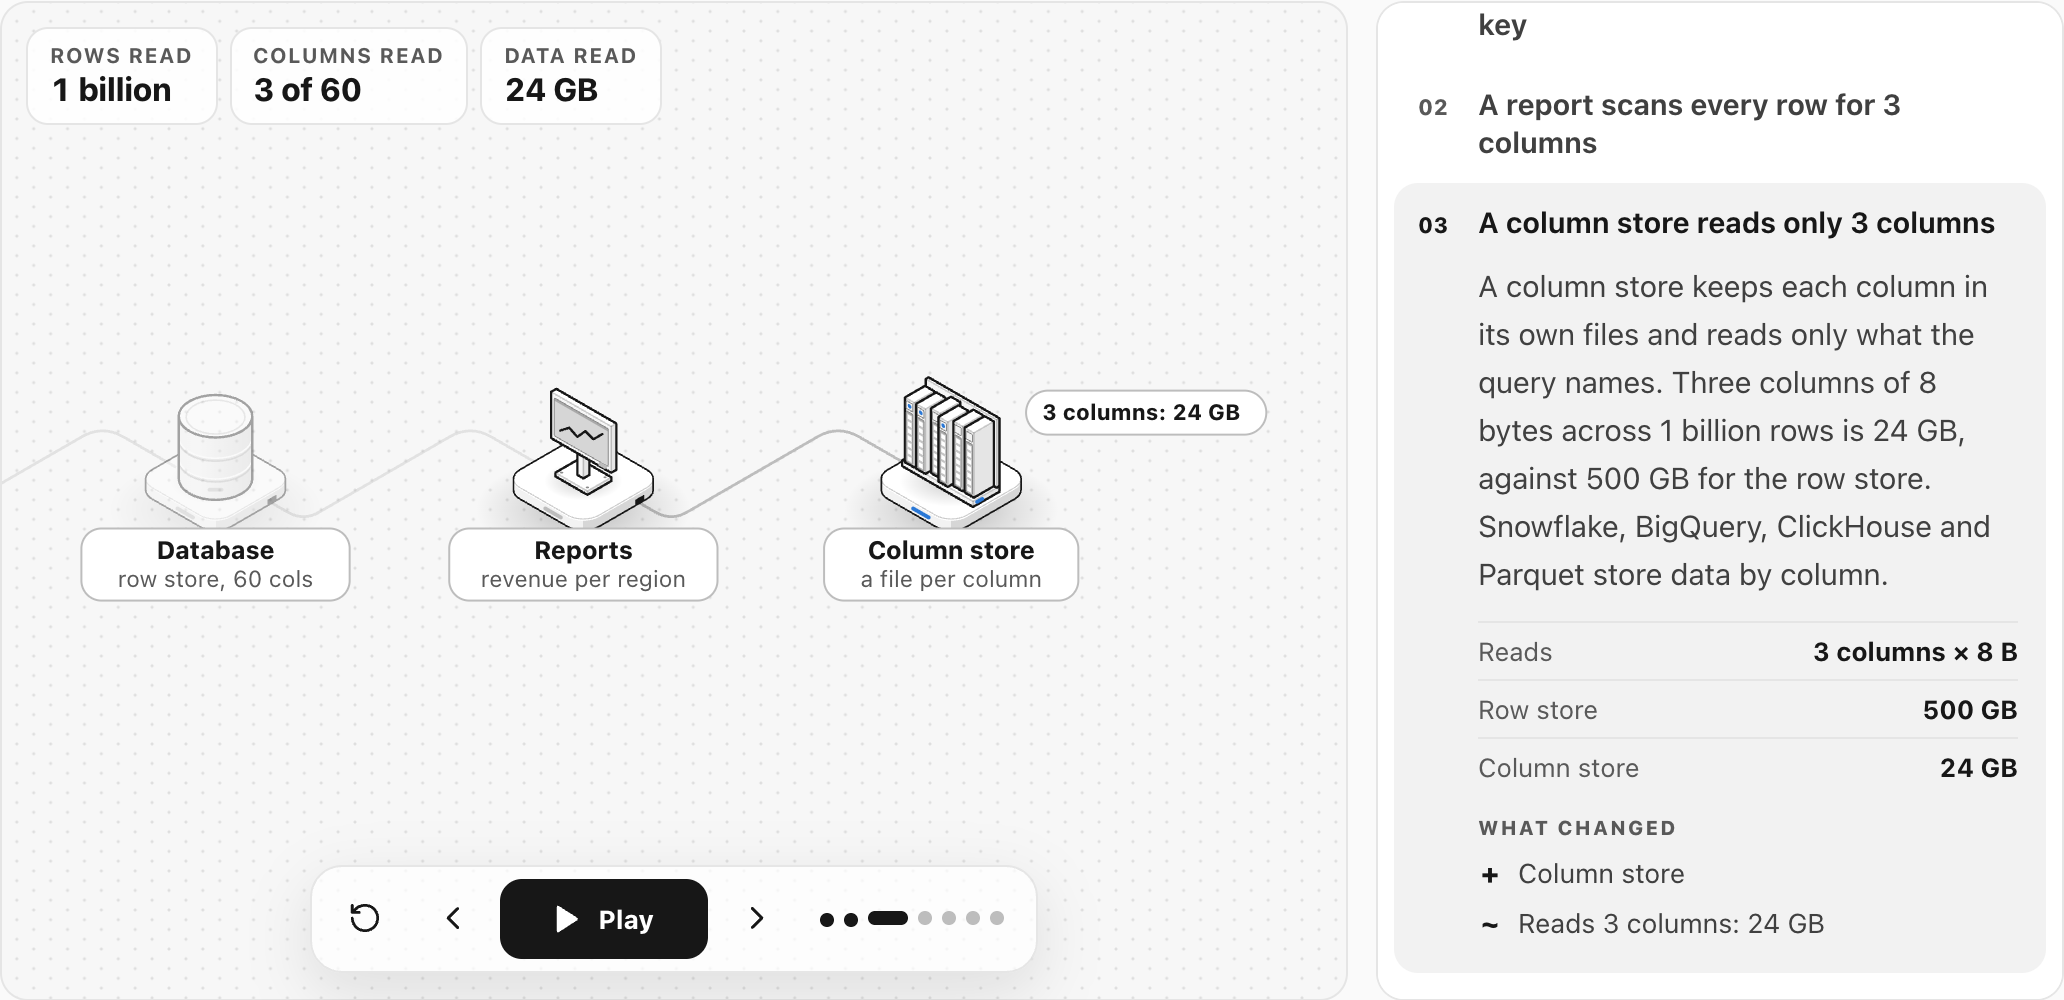 ROWS READ
1 billion
COLUMNS READ
3 of 60
DATA READ
24 GB
3 columns: 24 GB
Database
row store, 60 cols
Reports
revenue per region
Column store
a file per column
Play
key
02 A report scans every row for 3
columns
03 A column store reads only 3 columns
A column store keeps each column in
its own files and reads only what the
query names. Three columns of 8
bytes across 1 billion rows is 24 GB,
against 500 GB for the row store.
Snowflake, BigQuery, ClickHouse and
Parquet store data by column.
Reads 3 columns × 8 B
Row store 500 GB
Column store 24 GB
WHAT CHANGED
+ Column store
~ Reads 3 columns: 24 GB